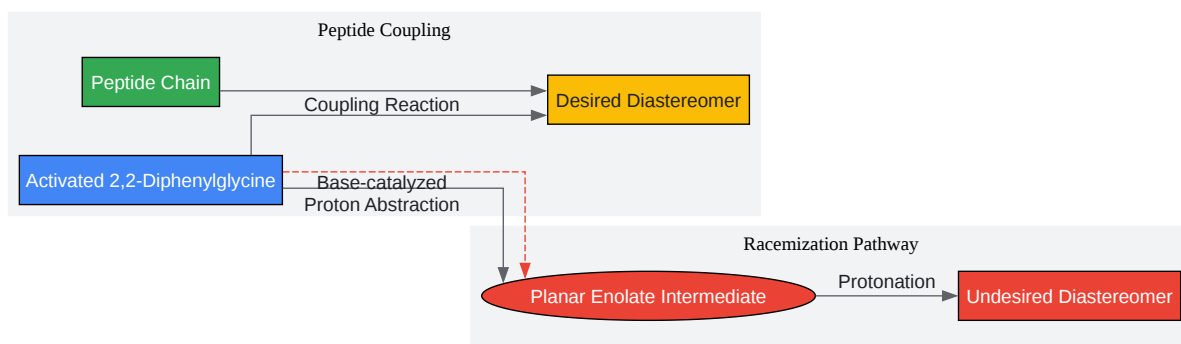 Peptide Coupling
Peptide Chain
Desired Diastereomer
Coupling Reaction
Activated 2,2-Diphenylglycine
Base-catalyzed
Proton Abstraction
Racemization Pathway
Planar Enolate Intermediate
Protonation
Undesired Diastereomer